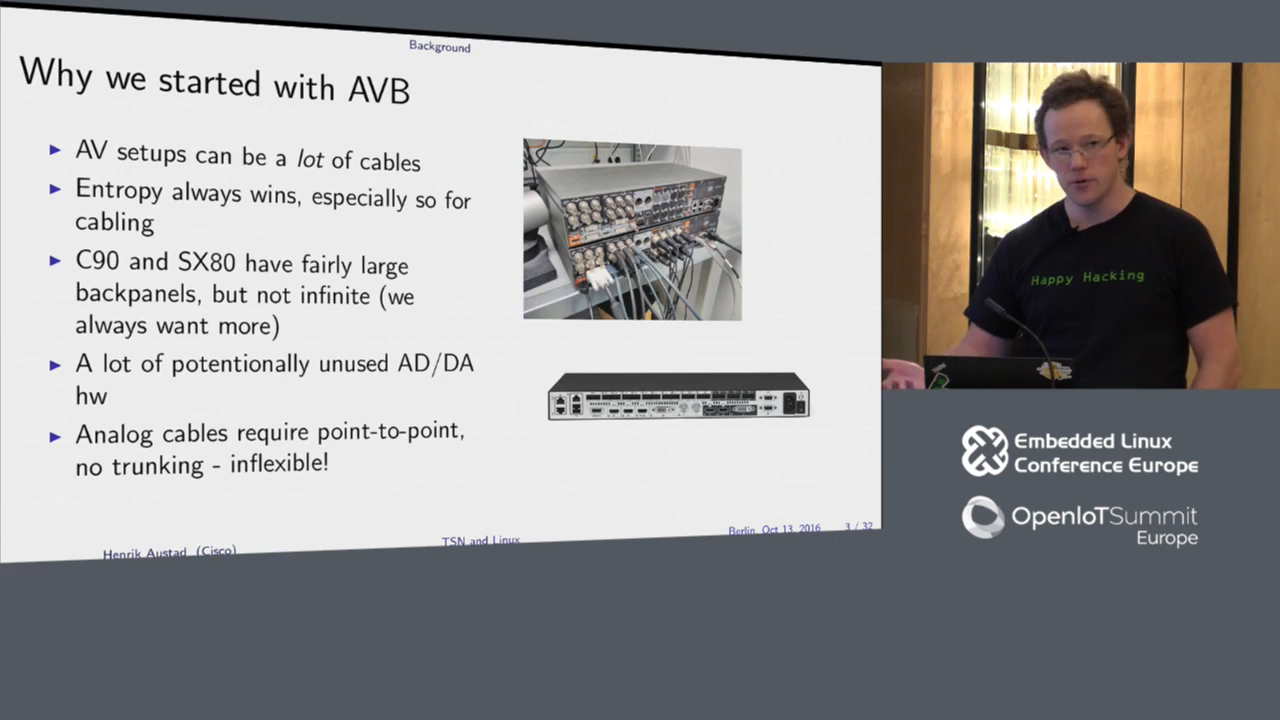 Background
Why we started with AVB
AV setups can be a lot of cables
Entropy always wins, especially so for
cabling
C90 and SX80 have fairly large
backpanels, but not infinite (we
always want more)
A lot of potentially unused AD/DA
hw
Analog cables require point-to-point,
no trunking - inflexible!
Henrik Austad (Cisco)
TSN and Linux
Berlin, Oct 13, 2016
3 / 32
Happy Hacking
Embedded Linux
Conference Europe
OpenIoTSummit
Europe